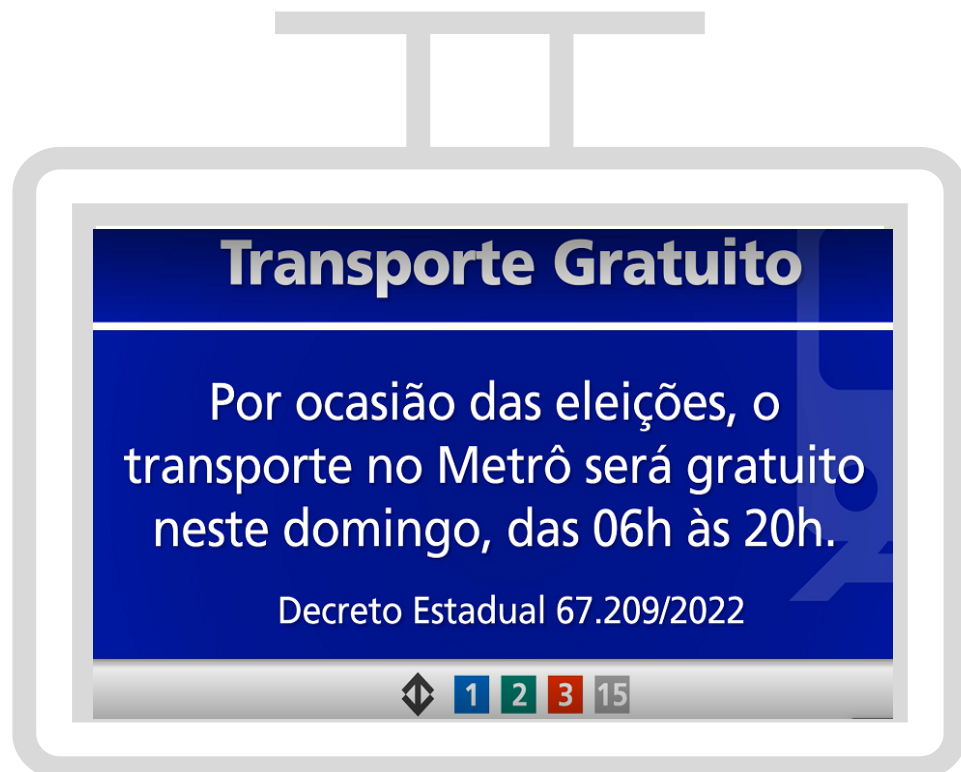 Transporte Gratuito
Por ocasião das eleições, o
transporte no Metrô será gratuito
neste domingo, das 06h às 20h.
Decreto Estadual 67.209/2022
1 2 3 15